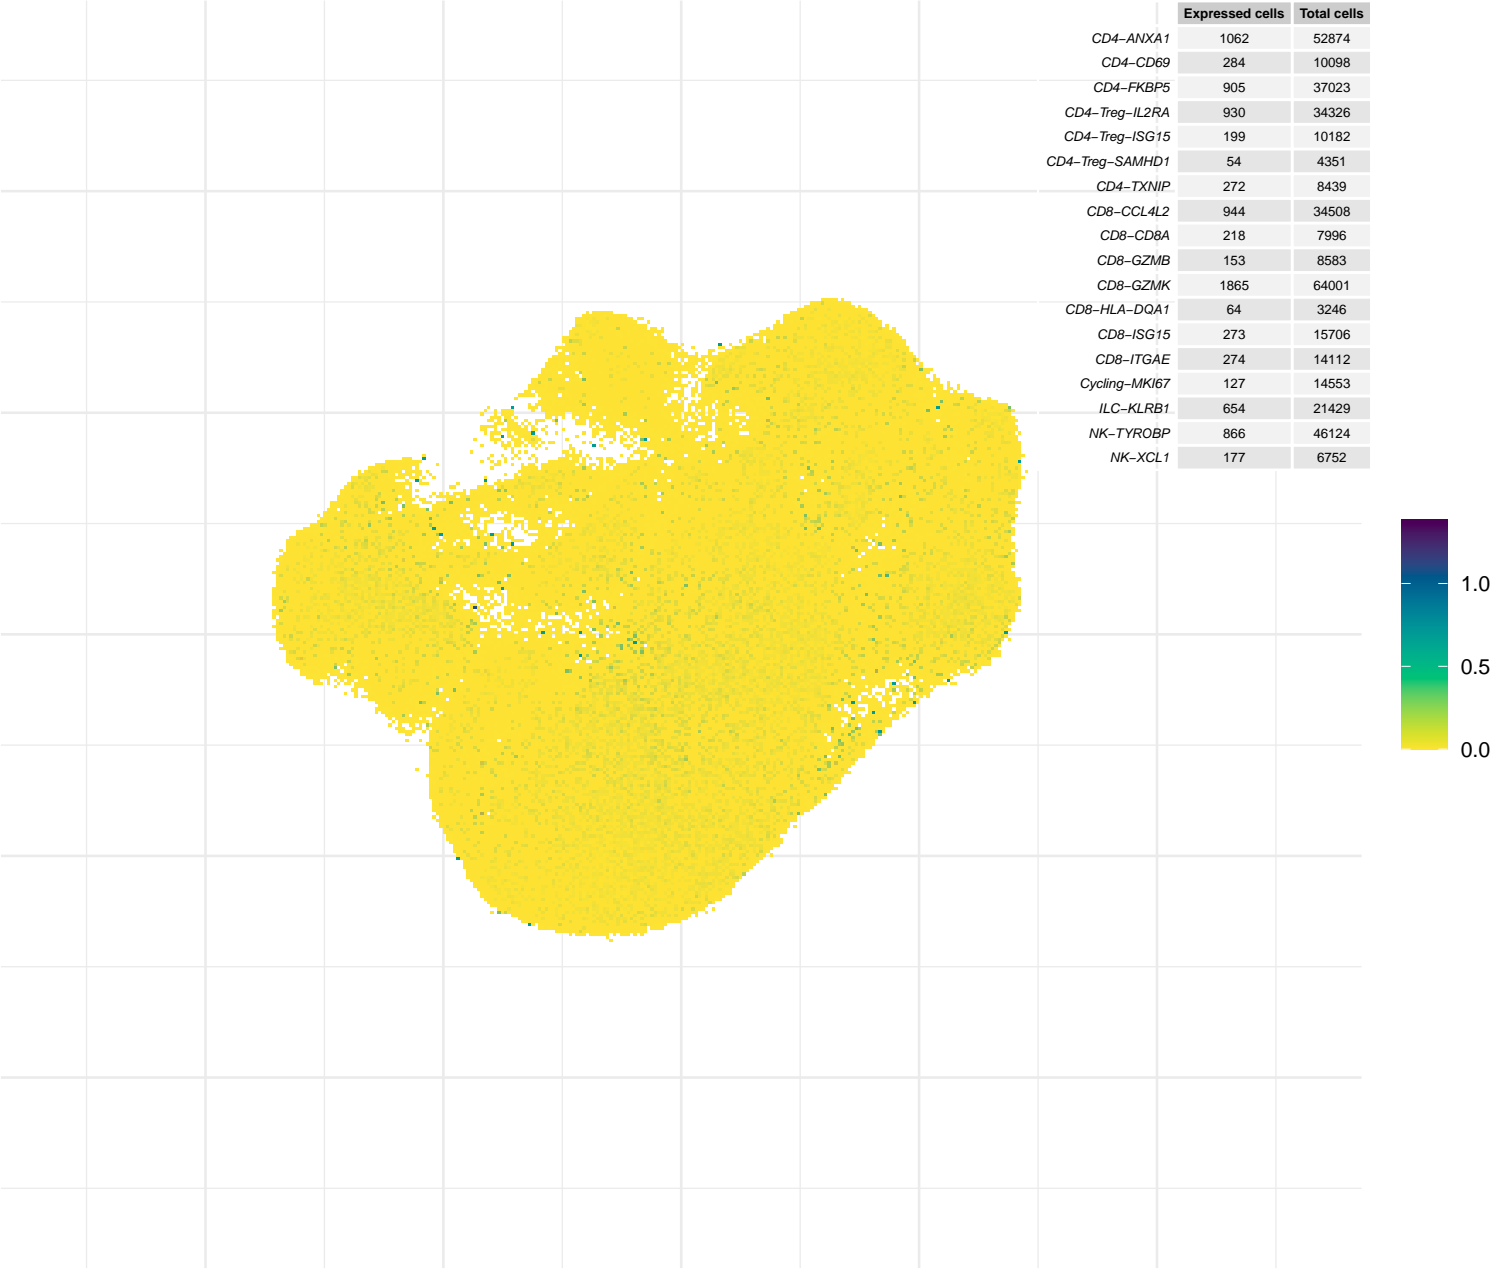 Expressed cells Total cells
CD4−ANXA1 1062 52874
CD4−CD69 284 10098
CD4−FKBP5 905 37023
CD4−Treg−IL2RA 930 34326
CD4−Treg−ISG15 199 10182
CD4−Treg−SAMHD1 54 4351
CD4−TXNIP 272 8439
CD8−CCL4L2 944 34508
CD8−CD8A 218 7996
CD8−GZMB 153 8583
CD8−GZMK 1865 64001
CD8−HLA−DQA1 64 3246
CD8−ISG15 273 15706
CD8−ITGAE 274 14112
Cycling−MKI67 127 14553
ILC−KLRB1 654 21429
NK−TYROBP 866 46124
NK−XCL1 177 6752
1.0
0.5
0.0